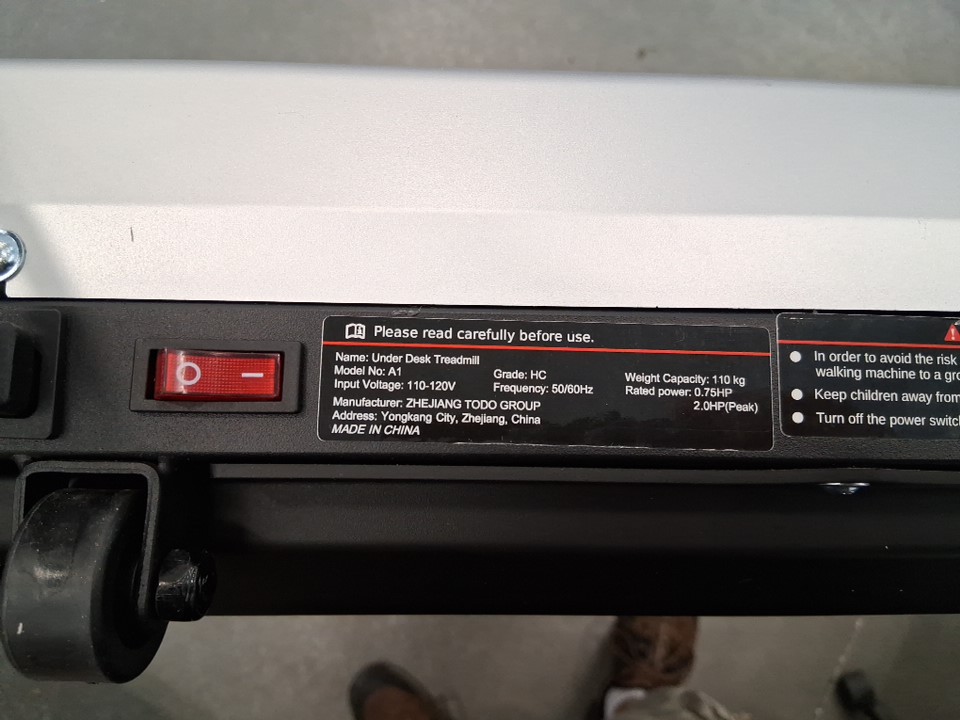 Please read carefully before use.
Name: Under Desk Treadmill
Model No: A1
Input Voltage: 110-120V
Grade: HC
Frequency: 50/60Hz
Weight Capacity: 110 kg
Rated power: 0.75HP
2.0HP(Peak)
Manufacturer: ZHEJIANG TODO GROUP
Address: Yongkang City, Zhejiang, China
MADE IN CHINA
In order to avoid the risk
walking machine to a
Keep children away from
Turn off the power